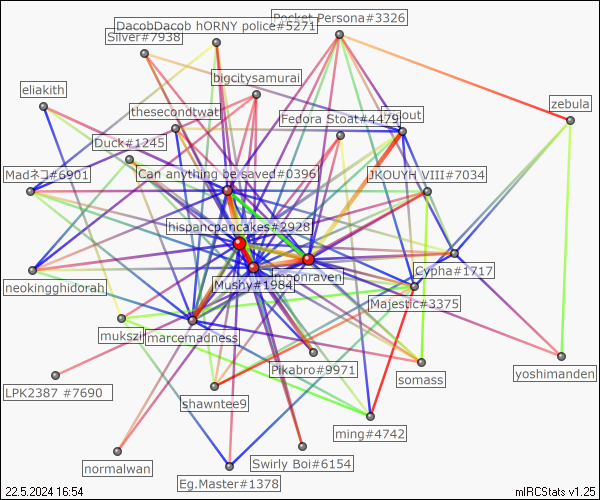 Pocket Persona#3326
DacobDacob hORNY police#5271
Silver#7938
eliakith
bigcitysamurai
zebula
thesecondtwat
Fedora Stoat#4479
out
Duck#1245
Madネコ#6901
Can anything be saved#0396
JKOUYH VIII#7034
hispancpancakes#2928
neokingghidorah
Mushy#1984
moonraven
Cypha#1717
Majestic#3375
mukszi
marcemadness
Pikabro#9971
LPK2387 #7690
shawntee9
somass
yoshimanden
ming#4742
normalwan
Swirly Boi#6154
Eg.Master#1378
22.5.2024 16:54
mIRCStats v1.25